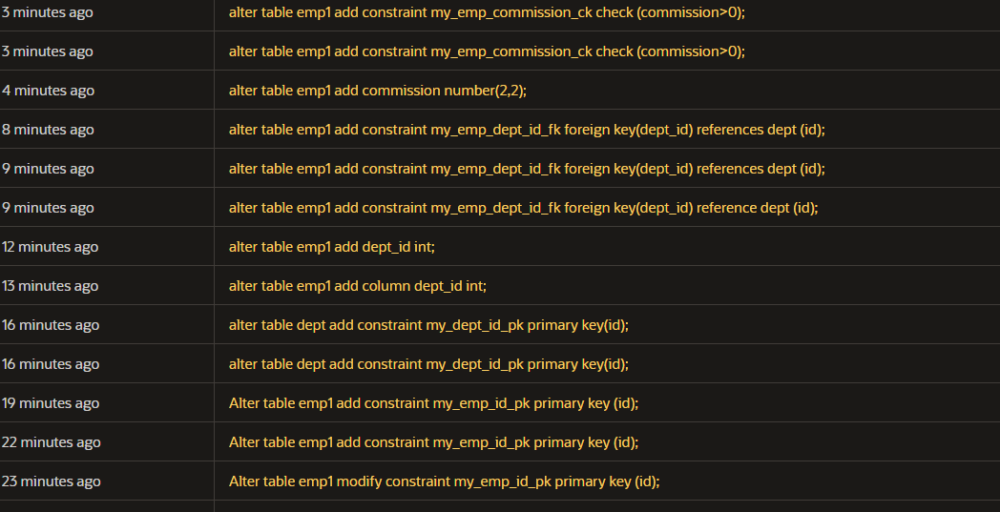 3 minutes ago alter table emp1 add constraint my_emp_commission_ck check (commission>0);
3 minutes ago alter table emp1 add constraint my_emp_commission_ck check (commission>0);
4 minutes ago alter table emp1 add commission number(2,2);
8 minutes ago alter table emp1 add constraint my_emp_dept_id_fk foreign key(dept_id) references dept (id);
9 minutes ago alter table emp1 add constraint my_emp_dept_id_fk foreign key(dept_id) references dept (id);
9 minutes ago alter table emp1 add constraint my_emp_dept_id_fk foreign key(dept_id) reference dept (id);
12 minutes ago alter table emp1 add dept_id int;
13 minutes ago alter table emp1 add column dept_id int;
16 minutes ago alter table dept add constraint my_dept_id_pk primary key(id);
16 minutes ago alter table dept add constraint my_dept_id_pk primary key(id);
19 minutes ago Alter table emp1 add constraint my_emp_id_pk primary key (id);
22 minutes ago Alter table emp1 add constraint my_emp_id_pk primary key (id);
23 minutes ago Alter table emp1 modify constraint my_emp_id_pk primary key (id);